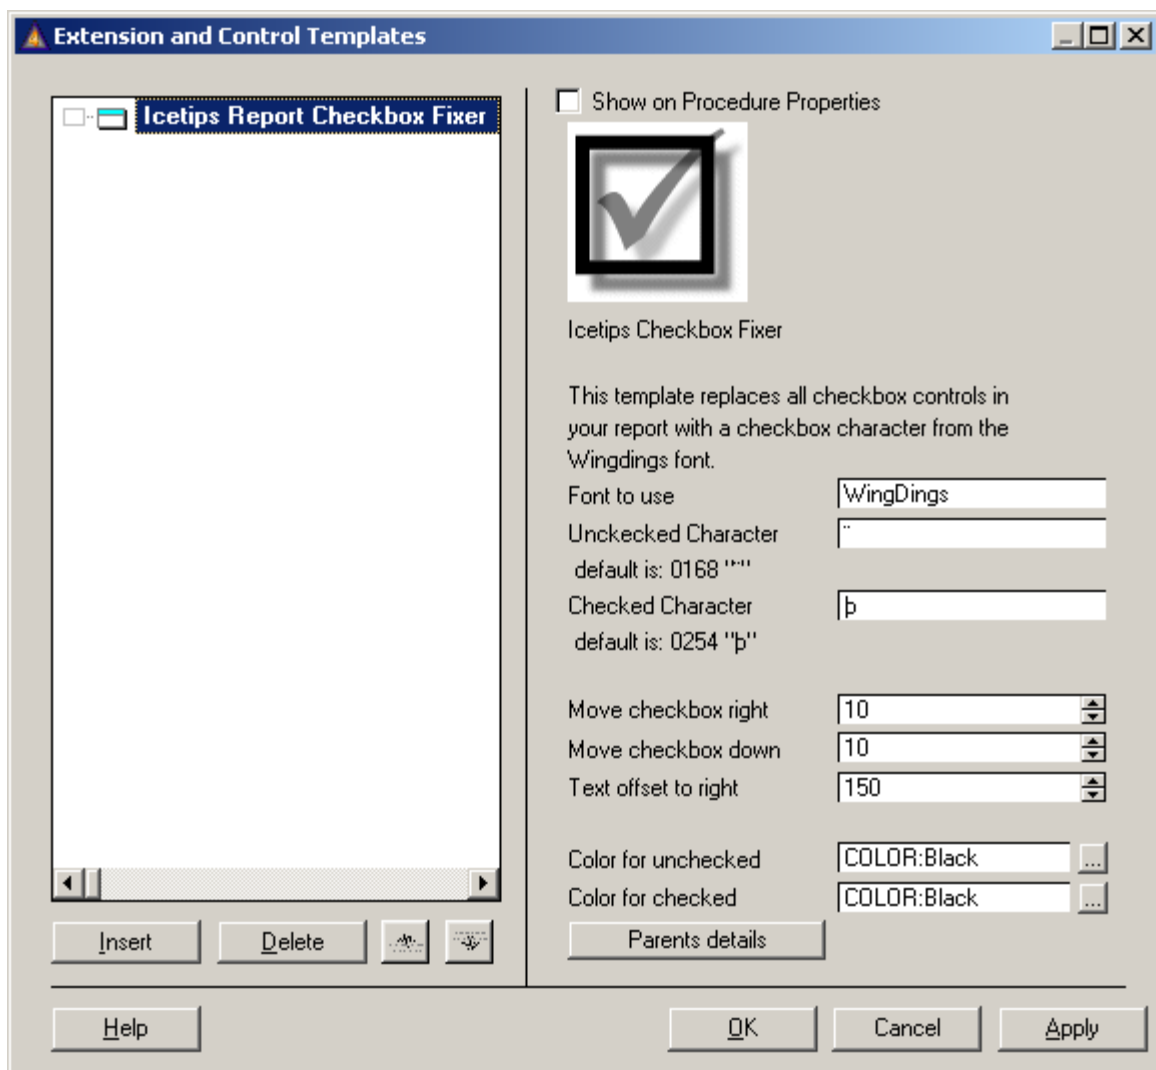 Extension and Control Templates
Icetips Report Checkbox Fixer
Show on Procedure Properties
Icetips Checkbox Fixer
This template replaces all checkbox controls in
your report with a checkbox character from the
Wingdings font.
Font to use WingDings
Unckecked Character ¨
default is: 0168 "¨"
Checked Character þ
default is: 0254 "þ"
Move checkbox right 10
Move checkbox down 10
Text offset to right 150
Color for unchecked COLOR:Black ...
Color for checked COLOR:Black ...
Insert Delete Parents details
Help OK Cancel Apply